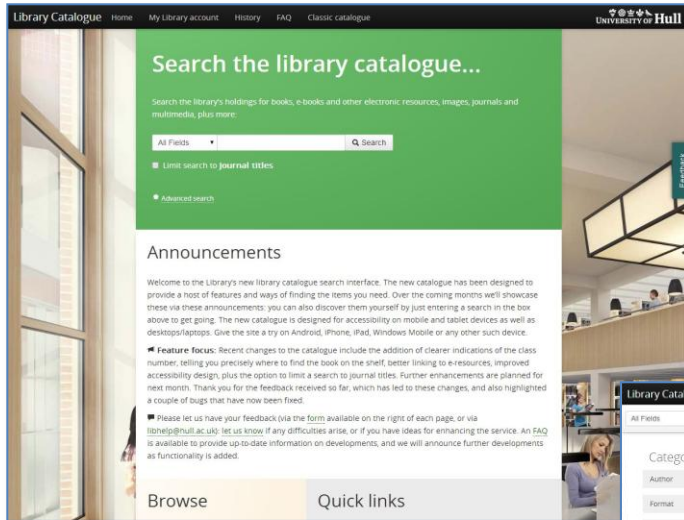 Library Catalogue Home My Library account History FAQ Classic catalogue
UNIVERSITY OF Hull
Search the library catalogue...
Search the library's holdings for books, e-books and other electronic resources, images, journals and
multimedia, plus more:
All Fields Search
Limit search to journal titles
Advanced search
Feedback
Announcements
Welcome to the Library's new library catalogue search interface. The new catalogue has been designed to
provide a host of features and ways of finding the items you need. Over the coming months we'll showcase
these via these announcements: you can also discover them yourself by just entering a search in the box
above to get going. The new catalogue is designed for accessibility on mobile and tablet devices as well as
desktops/laptops. Give the site a try on Android, iPhone, iPad, Windows Mobile or any other such device.
Feature focus: Recent changes to the catalogue include the addition of clearer indications of the class
number, telling you precisely where to find the book on the shelf, better linking to e-resources, improved
accessibility design, plus the option to limit a search to journal titles. Further enhancements are planned for
next month. Thank you for the feedback received so far, which has led to these changes, and also highlighted
a couple of bugs that have now been fixed.
Please let us have your feedback (via the form available on the right of each page, or via
libhelp@hull.ac.uk): let us know if any difficulties arise, or if you have ideas for enhancing the service. An FAQ
is available to provide up-to-date information on developments, and we will announce further developments
as functionality is added.
Browse Quick links
Library Cata
All Fields
Catego
Author
Format